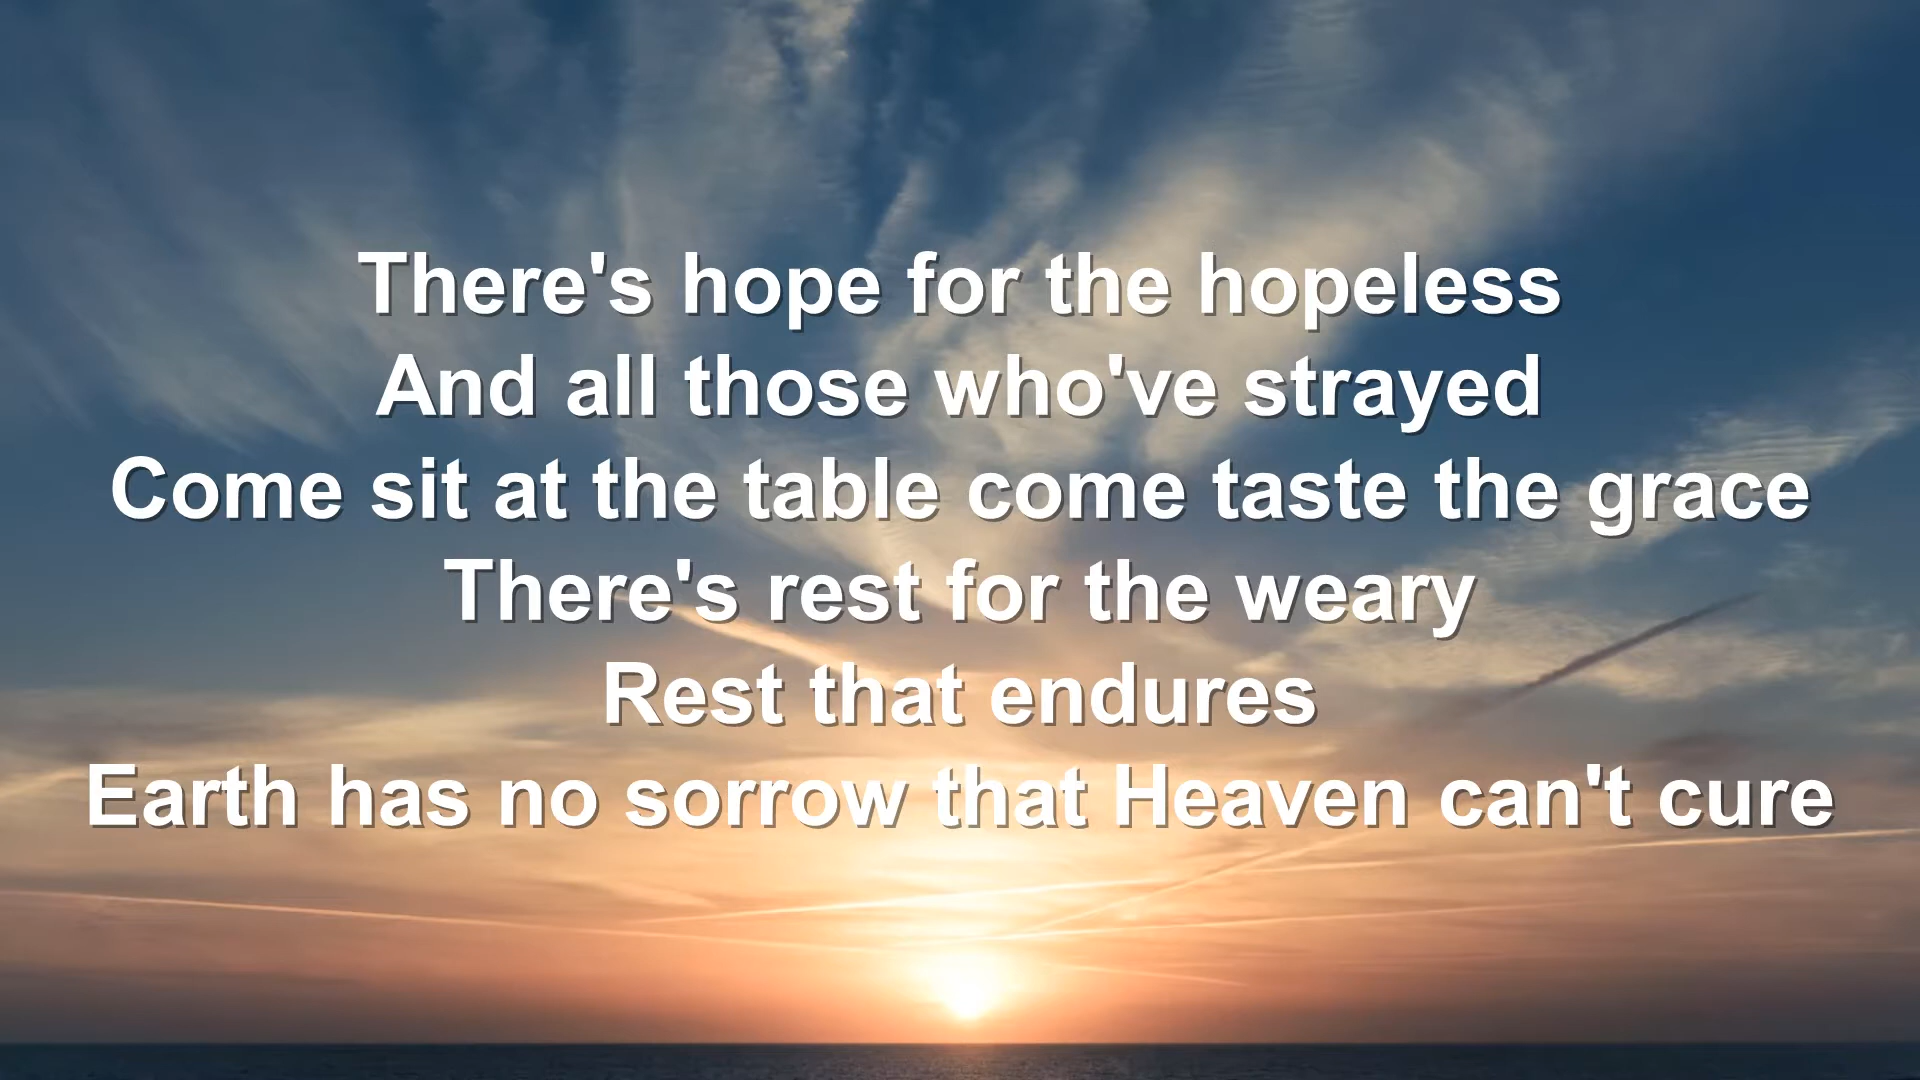 There's hope for the hopeless
And all those who've strayed
Come sit at the table come taste the grace
There's rest for the weary
Rest that endures
Earth has no sorrow that Heaven can't cure